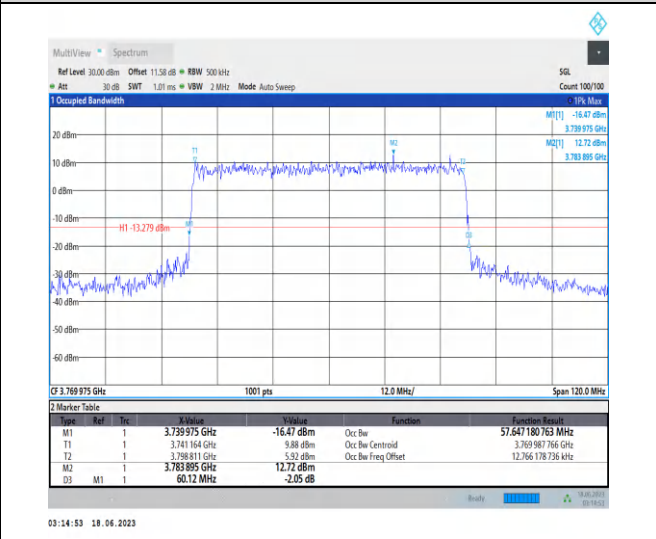 MultiView Spectrum
Ref Level 30.00 dBm Offset 11.58 dB RBW 500 kHz SGL
Att 30 dB SWT 1.01 ms VBW 2 MHz Mode Auto Sweep Count 100/100
1 Occupied Bandwidth 1Pk Max
M1[1] -16.47 dBm
3.739 975 GHz
M2[1] 12.72 dBm
3.783 895 GHz
20 dBm
10 dBm
0 dBm
-10 dBm
-20 dBm
-30 dBm
-40 dBm
-50 dBm
-60 dBm
T1
M2
T2
H1 -13.279 dBm
M1
D3
CF 3.769 975 GHz 1001 pts 12.0 MHz/ Span 120.0 MHz
2 Marker Table
Type Ref Trc X-Value Y-Value Function Function Result
M1 1 3.739 975 GHz -16.47 dBm Occ Bw 57.647 180 763 MHz
T1 1 3.741 164 GHz 9.88 dBm Occ Bw Centroid 3.769 987 766 GHz
T2 1 3.798 811 GHz 5.92 dBm Occ Bw Freq Offset 12.766 178 736 kHz
M2 1 3.783 895 GHz 12.72 dBm
D3 M1 1 60.12 MHz -2.05 dB
Ready 18.06.2023
03:14:53
03:14:53 18.06.2023